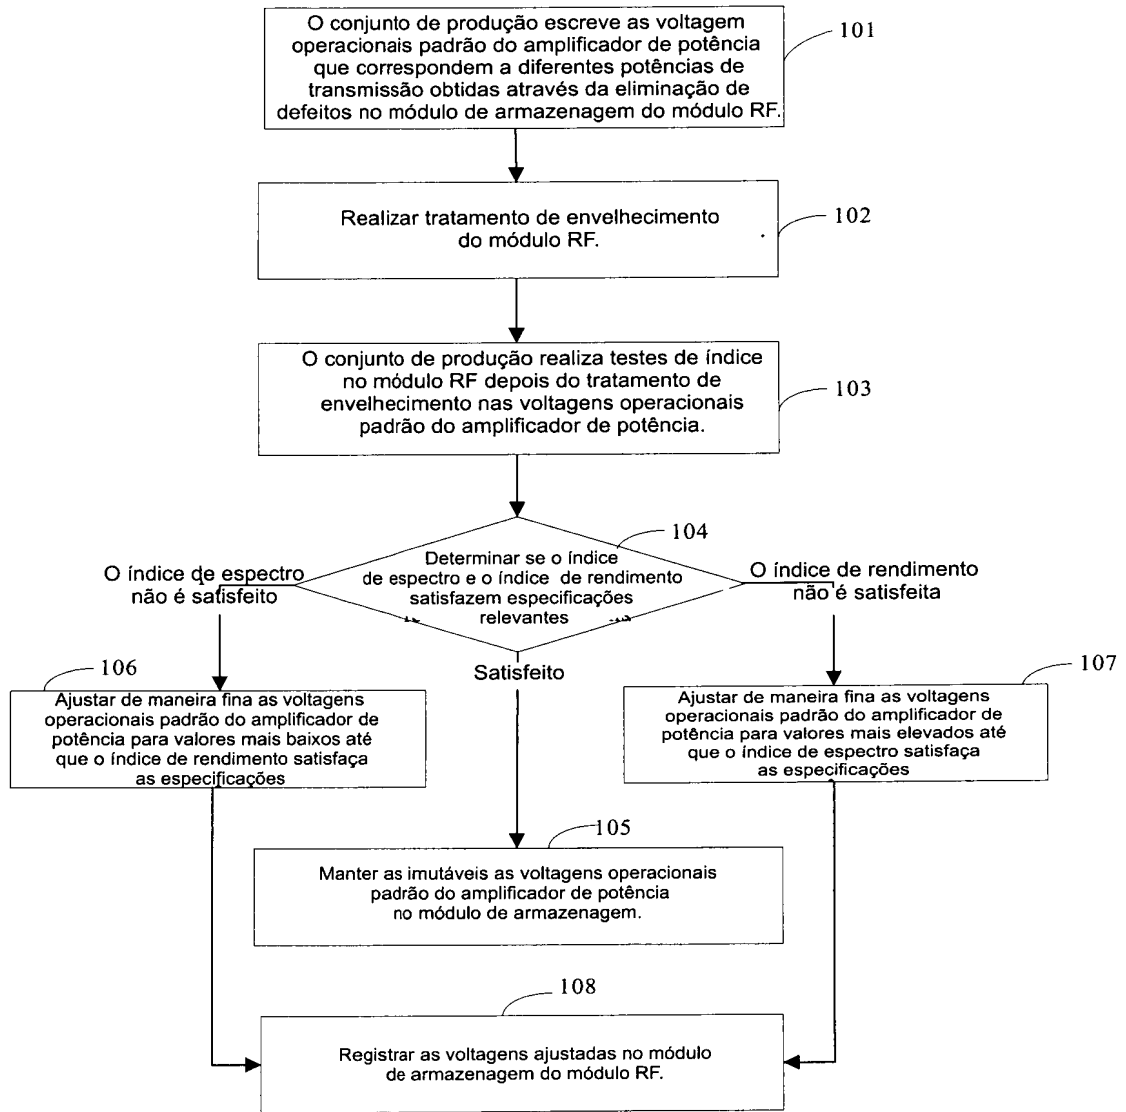 O conjunto de produção escreve as voltagem
operacionais padrão do amplificador de potência
que correspondem a diferentes potências de
transmissão obtidas através da eliminação de
defeitos no módulo de armazenagem do módulo RF.
101
Realizar tratamento de envelhecimento
do módulo RF.
102
O conjunto de produção realiza testes de índice
no módulo RF depois do tratamento de
envelhecimento nas voltagens operacionais
padrão do amplificador de potência.
103
104
Determinar se o índice
de espectro e o índice de rendimento
satisfazem especificações
relevantes
O índice de espectro
não é satisfeito
O índice de rendimento
não é satisfeita
Satisfeito
106
Ajustar de maneira fina as voltagens
operacionais padrão do amplificador de
potência para valores mais baixos até
que o índice de rendimento satisfaça
as especificações
107
Ajustar de maneira fina as voltagens
operacionais padrão do amplificador de
potência para valores mais elevados até
que o índice de espectro satisfaça
as especificações
105
Manter as imutáveis as voltagens operacionais
padrão do amplificador de potência
no módulo de armazenagem.
108
Registrar as voltagens ajustadas no módulo
de armazenagem do módulo RF.